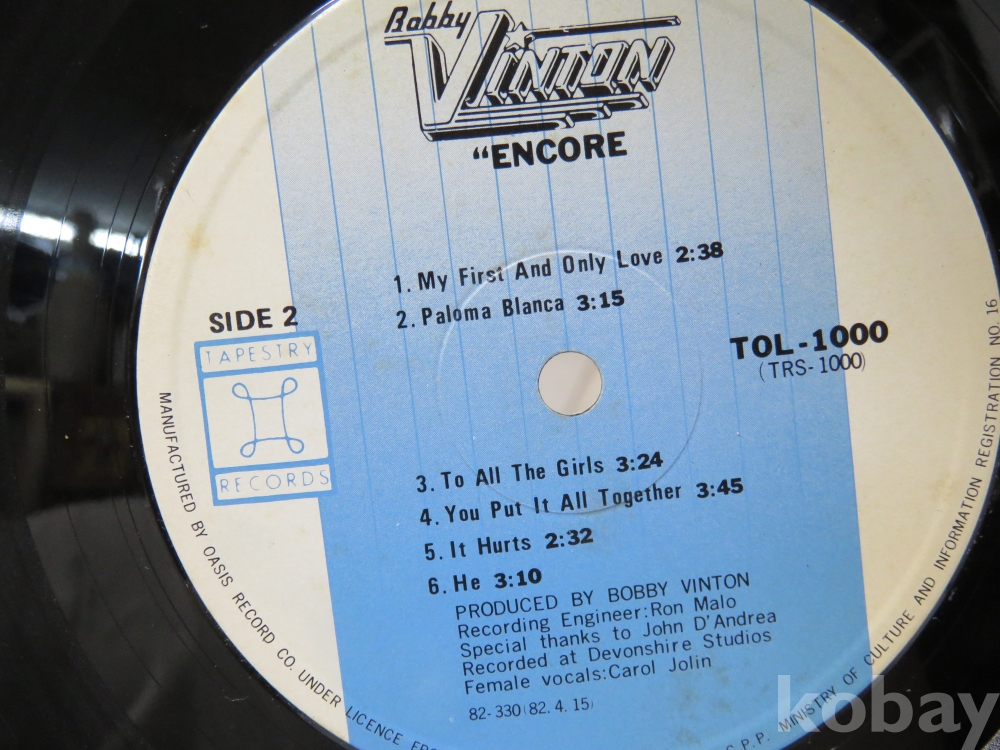 Bobby
VINTON
“ENCORE
1. My First And Only Love 2:38
2. Paloma Blanca 3:15
SIDE 2
TAPESTRY
RECORDS
TOL-1000
(TRS-1000)
3. To All The Girls 3:24
4. You Put It All Together 3:45
5. It Hurts 2:32
6. He 3:10
PRODUCED BY BOBBY VINTON
Recording Engineer:Ron Malo
Special thanks to John D'Andrea
Recorded at Devonshire Studios
Female vocals:Carol Jolin
82-330(82. 4. 15)
MANUFACTURED BY OASIS RECORD CO. UNDER LICENCE
P.P. MINISTRY OF CULTURE AND INFORMATION REGISTRATION NO. 16
kobay